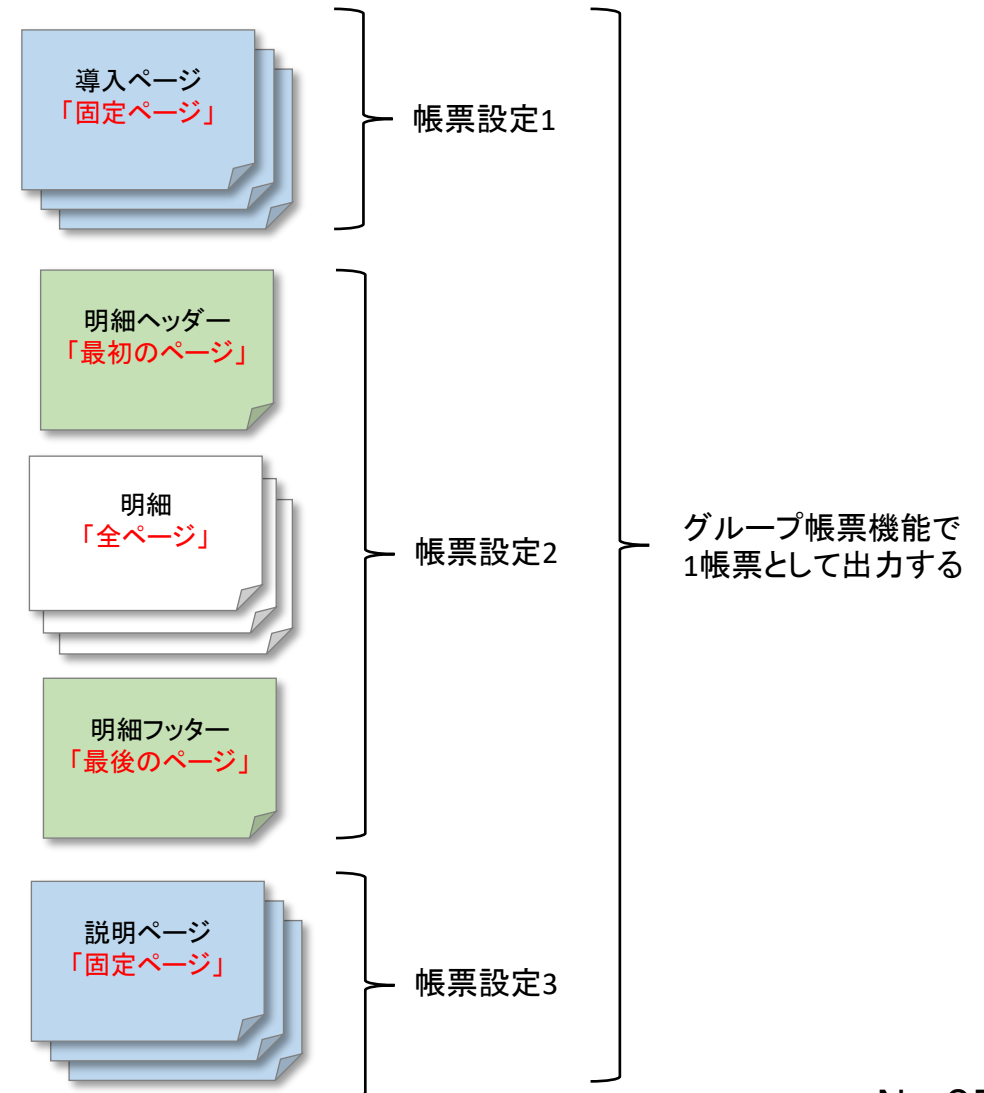 導入ページ
「固定ページ」
帳票設定1
明細ヘッダー
「最初のページ」
明細
「全ページ」
帳票設定2
グループ帳票機能で
1帳票として出力する
明細フッター
「最後のページ」
説明ページ
「固定ページ」
帳票設定3